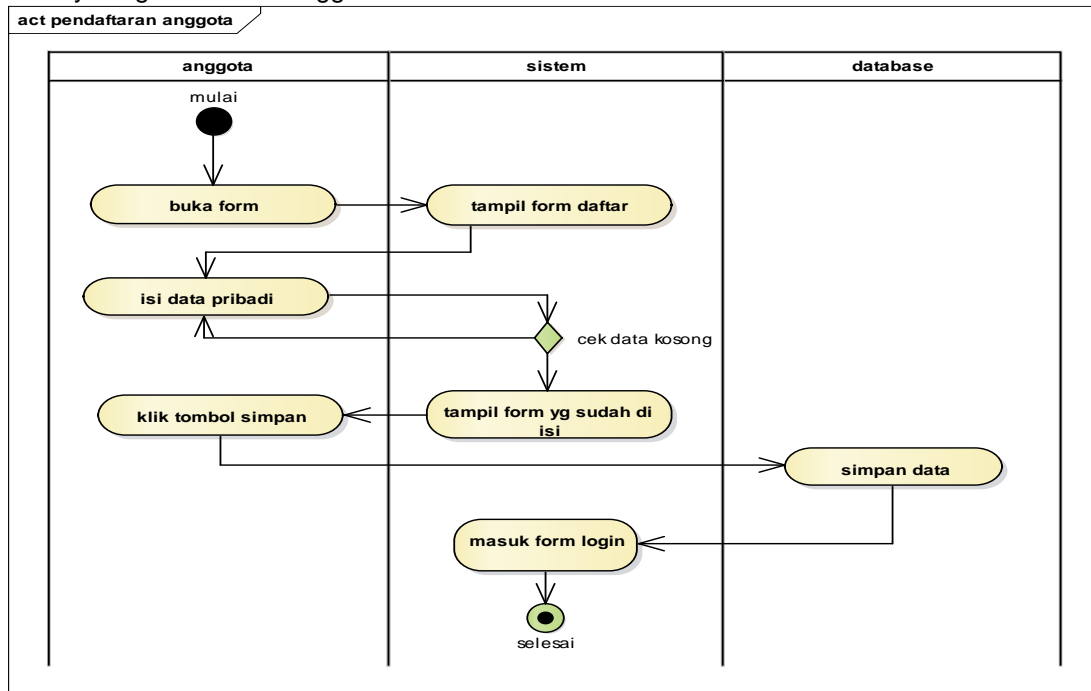 act pendaftaran anggota
anggota
sistem
database
mulai
buka form
tampil form daftar
isi data pribadi
cek data kosong
klik tombol simpan
tampil form yg sudah di
isi
simpan data
masuk form login
selesai